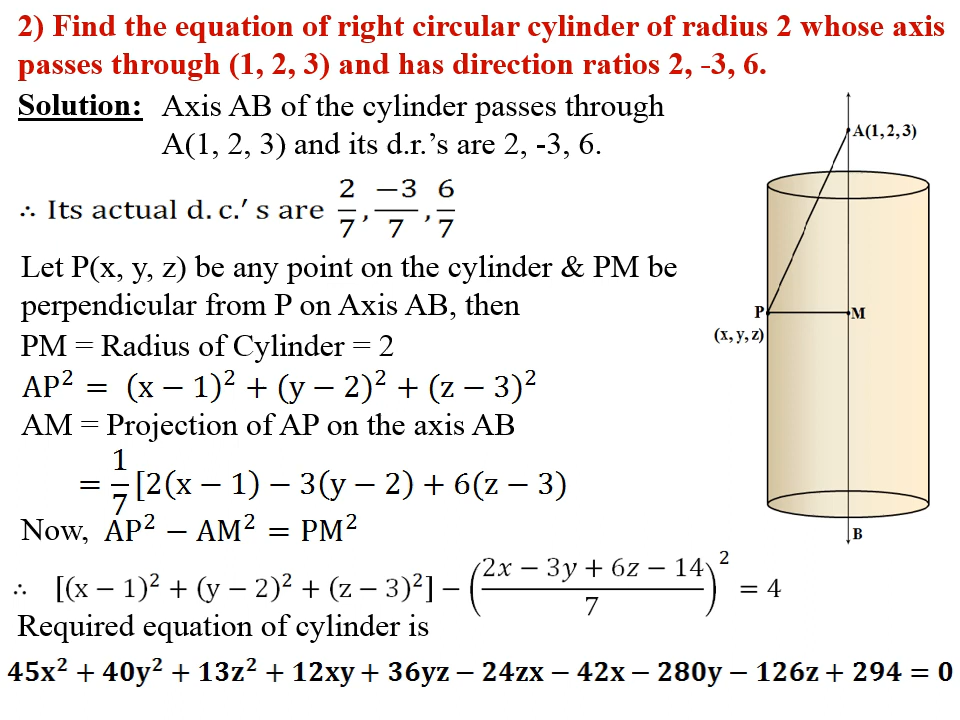 2) Find the equation of right circular cylinder of radius 2 whose axis
passes through (1, 2, 3) and has direction ratios 2, -3, 6.
Solution: Axis AB of the cylinder passes through
A(1, 2, 3) and its d.r.'s are 2, -3, 6.
∴ Its actual d.c.′ s are 2/7, −3/7, 6/7
Let P(x, y, z) be any point on the cylinder & PM be
perpendicular from P on Axis AB, then
PM = Radius of Cylinder = 2
AP² = (x − 1)² + (y − 2)² + (z − 3)²
AM = Projection of AP on the axis AB
= 1/7 [2(x − 1) − 3(y − 2) + 6(z − 3)
Now, AP² − AM² = PM²
∴ [(x − 1)² + (y − 2)² + (z − 3)²] − ((2x − 3y + 6z − 14)/7)² = 4
Required equation of cylinder is
45x² + 40y² + 13z² + 12xy + 36yz − 24zx − 42x − 280y − 126z + 294 = 0
A(1, 2, 3)
P
M
(x, y, z)
B